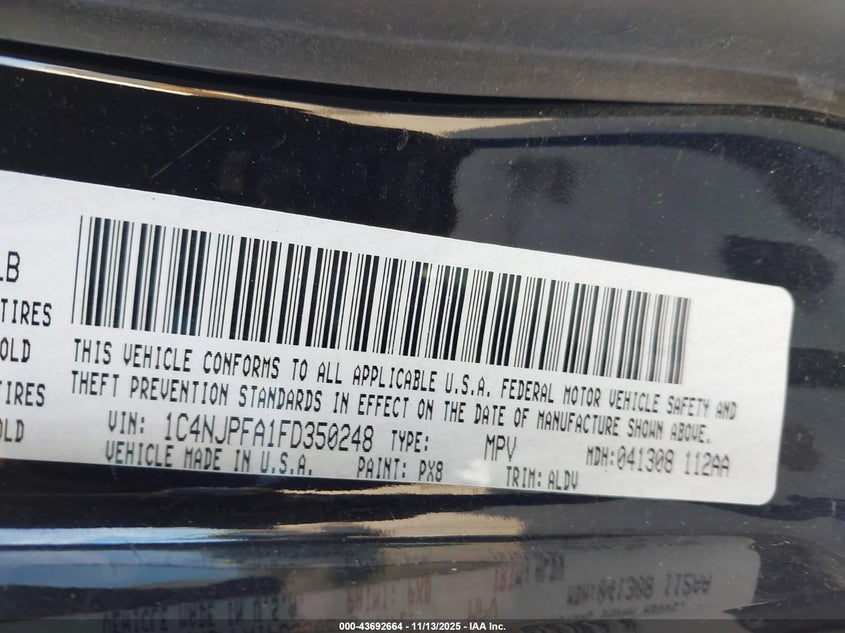 LB
TIRES
OLD
TIRES
OLD
THIS VEHICLE CONFORMS TO ALL APPLICABLE U.S.A. FEDERAL MOTOR VEHICLE SAFETY AND
THEFT PREVENTION STANDARDS IN EFFECT ON THE DATE OF MANUFACTURE SHOWN ABOVE.
VIN: 1C4NJPFA1FD350248 TYPE: MPV MDH:041308 112AA
VEHICLE MADE IN U.S.A. PAINT: PX8 TRIM: ALDV
000-43692664 - 11/13/2025 - IAA Inc.